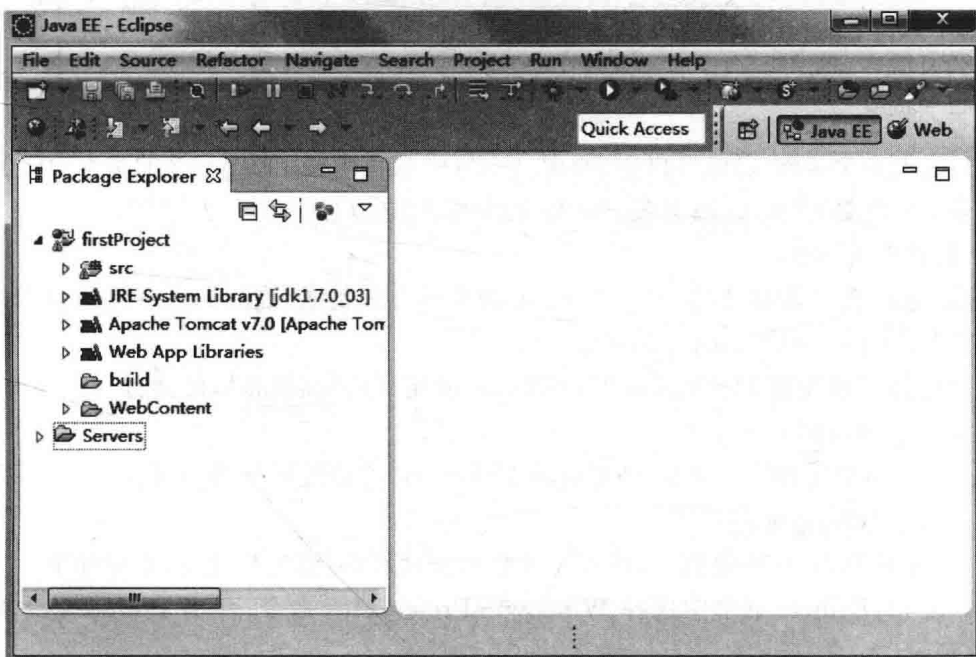 Java EE - Eclipse
File Edit Source Refactor Navigate Search Project Run Window Help
Quick Access Java EE Web
Package Explorer
firstProject
src
JRE System Library [jdk1.7.0_03]
Apache Tomcat v7.0 [Apache Tom
Web App Libraries
build
WebContent
Servers